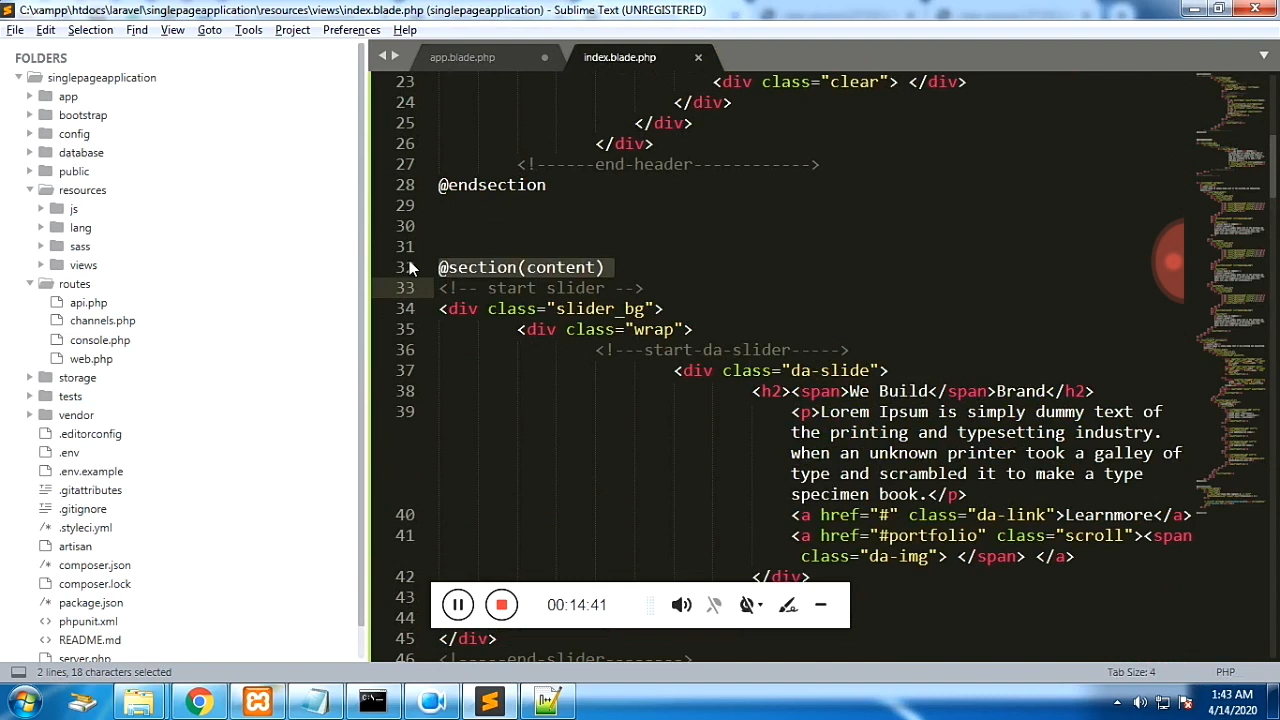 C:\xampp\htdocs\laravel\singlepageapplication\resources\views\index.blade.php (singlepageapplication) - Sublime Text (UNREGISTERED)
File Edit Selection Find View Goto Tools Project Preferences Help
FOLDERS
singlepageapplication
app
bootstrap
config
database
public
resources
js
lang
sass
views
routes
api.php
channels.php
console.php
web.php
storage
tests
vendor
.editorconfig
.env
.env.example
.gitattributes
.gitignore
.styleci.yml
artisan
composer.json
composer.lock
package.json
phpunit.xml
README.md
server.php
app.blade.php index.blade.php
23 <div class="clear"> </div>
24 </div>
25 </div>
26 </div>
27 <!------end-header------------>
28 @endsection
29
30
31
32 @section(content)
33 <!-- start slider -->
34 <div class="slider_bg">
35 <div class="wrap">
36 <!---start-da-slider----->
37 <div class="da-slide">
38 <h2><span>We Build</span>Brand</h2>
39 <p>Lorem Ipsum is simply dummy text of
the printing and typesetting industry.
when an unknown printer took a galley of
type and scrambled it to make a type
specimen book.</p>
40 <a href="#" class="da-link">Learnmore</a>
41 <a href="#portfolio" class="scroll"><span
class="da-img"> </span> </a>
42 </div>
43
44
45 </div>
46 <!-----end-slider-------->
00:14:41
2 lines, 18 characters selected
Tab Size: 4 PHP
1:43 AM
4/14/2020